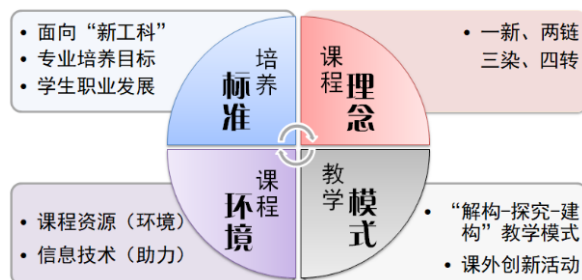 • 面向“新工科”
• 专业培养目标
• 学生职业发展
培养
标准
课程
理念
• 一新、两链
三染、四转
课程
环境
教学
模式
• 课程资源（环境）
• 信息技术（助力）
• “解构-探究-建
构”教学模式
• 课外创新活动